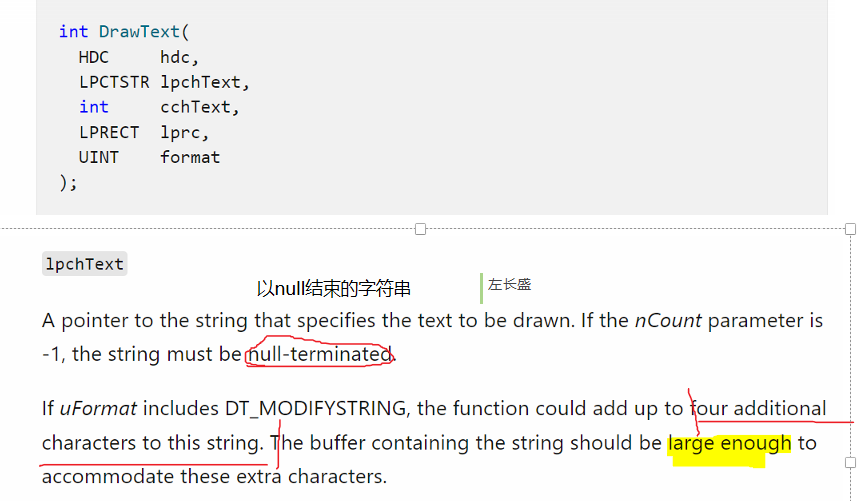 int DrawText(
HDC hdc,
LPCTSTR lpchText,
int cchText,
LPRECT lprc,
UINT format
);
lpchText
以null结束的字符串
左长盛
A pointer to the string that specifies the text to be drawn. If the nCount parameter is
-1, the string must be null-terminated.
If uFormat includes DT_MODIFYSTRING, the function could add up to four additional
characters to this string. The buffer containing the string should be large enough to
accommodate these extra characters.